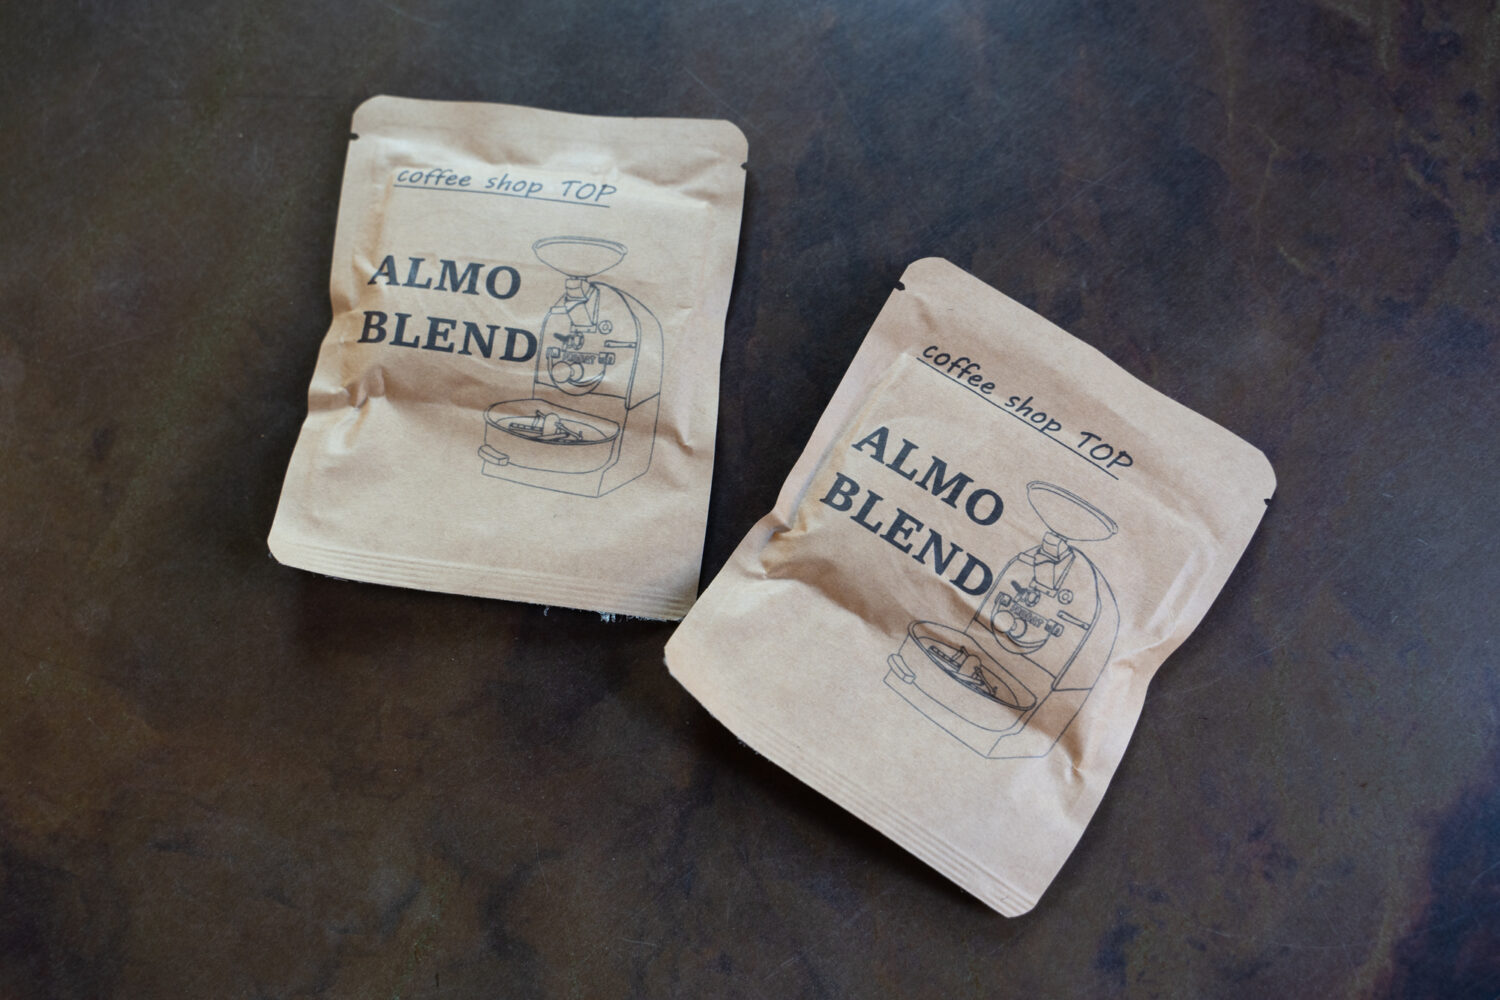 coffee shop TOP
ALMO
BLEND
coffee shop TOP
ALMO
BLEND